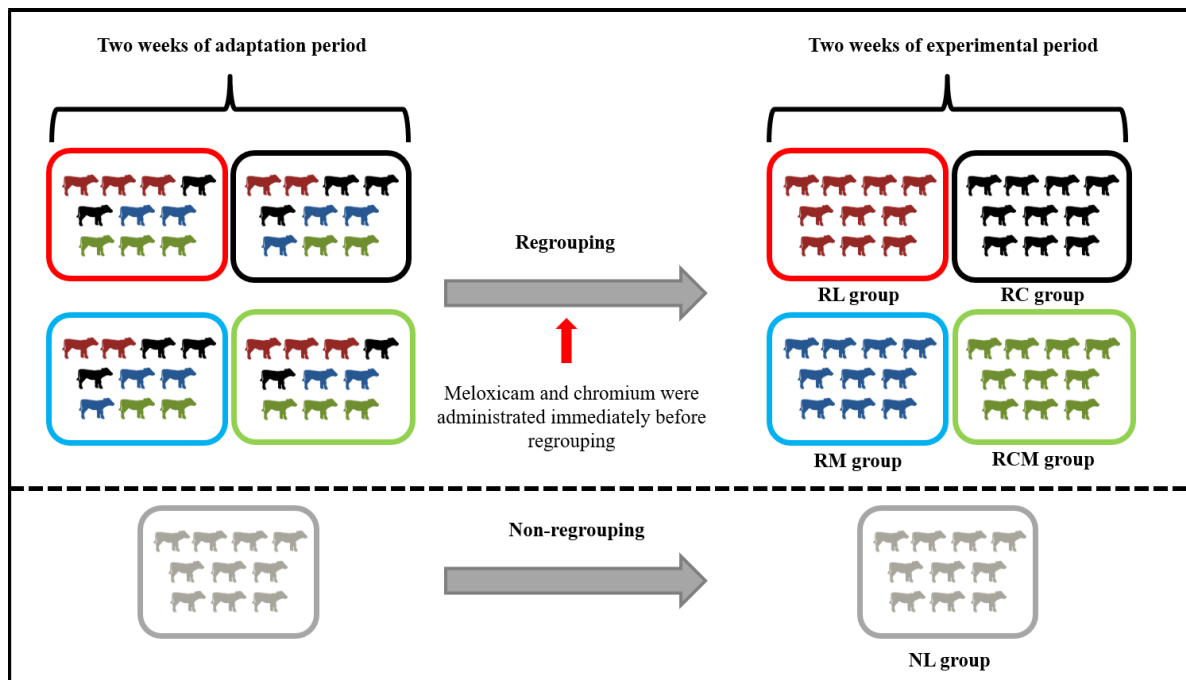 Two weeks of adaptation period
Two weeks of experimental period
Regrouping
RL group
RC group
Meloxicam and chromium were
administrated immediately before
regrouping
RM group
RCM group
Non-regrouping
NL group